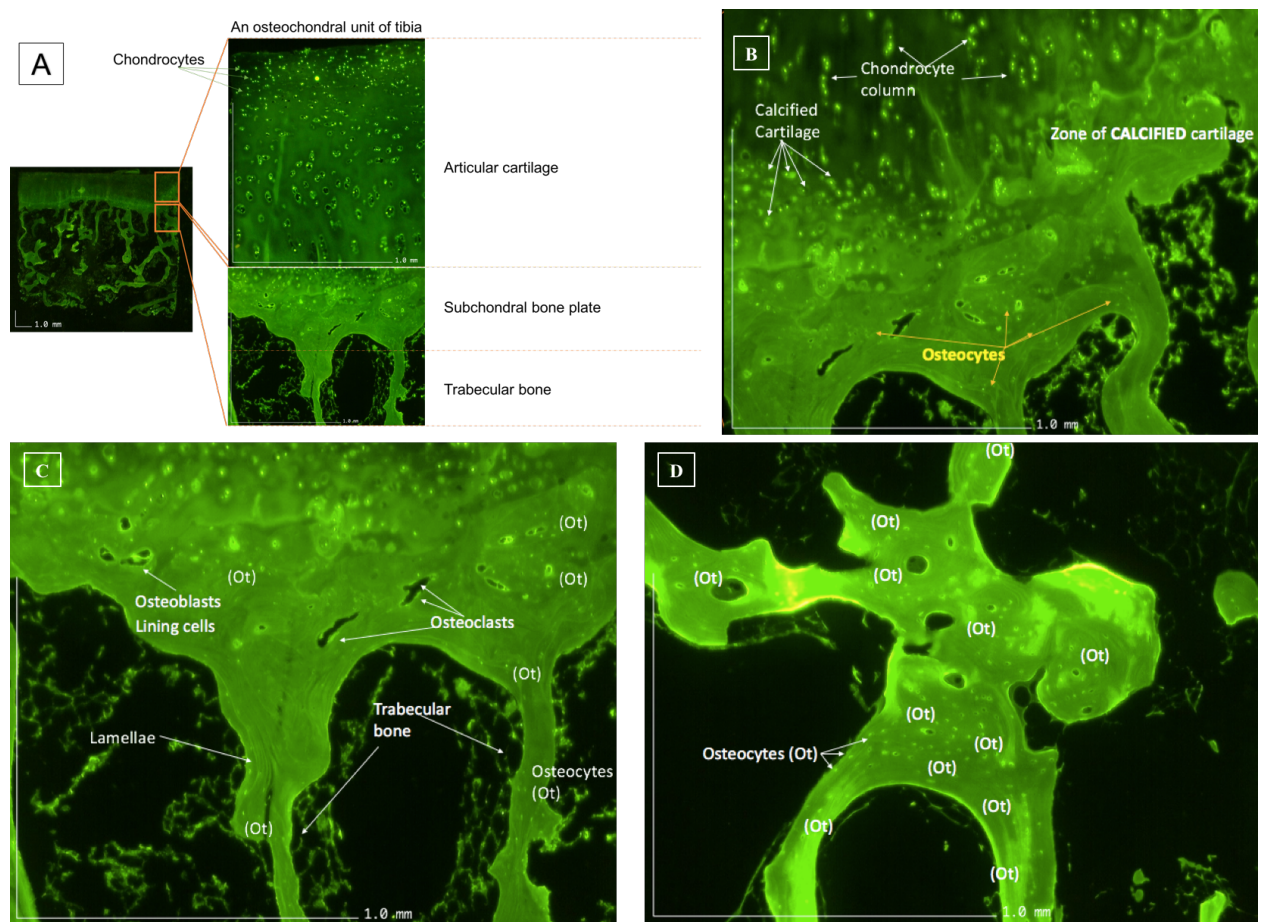 A
An osteochondral unit of tibia
Chondrocytes
Articular cartilage
1.0 mm
Subchondral bone plate
1.0 mm
Trabecular bone
1.0 mm
B
Chondrocyte
column
Calcified
Cartilage
Zone of CALCIFIED cartilage
Osteocytes
1.0 mm
C
(Ot)
(Ot)
(Ot)
Osteoblasts
Lining cells
Osteoclasts
(Ot)
Trabecular
bone
Lamellae
Osteocytes
(Ot)
(Ot)
1.0 mm
D
(Ot)
(Ot)
(Ot)
(Ot)
(Ot)
(Ot)
(Ot)
(Ot)
Osteocytes (Ot)
(Ot)
(Ot)
(Ot)
(Ot)
1.0 mm